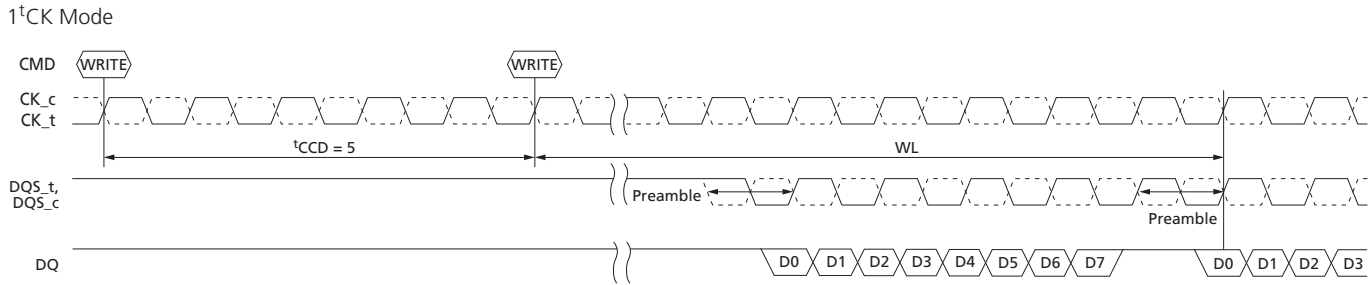 1tCK Mode
CMD WRITE WRITE
CK_c
CK_t
tCCD = 5 WL
DQS_t,
DQS_c
Preamble
Preamble
DQ D0 D1 D2 D3 D4 D5 D6 D7 D0 D1 D2 D3